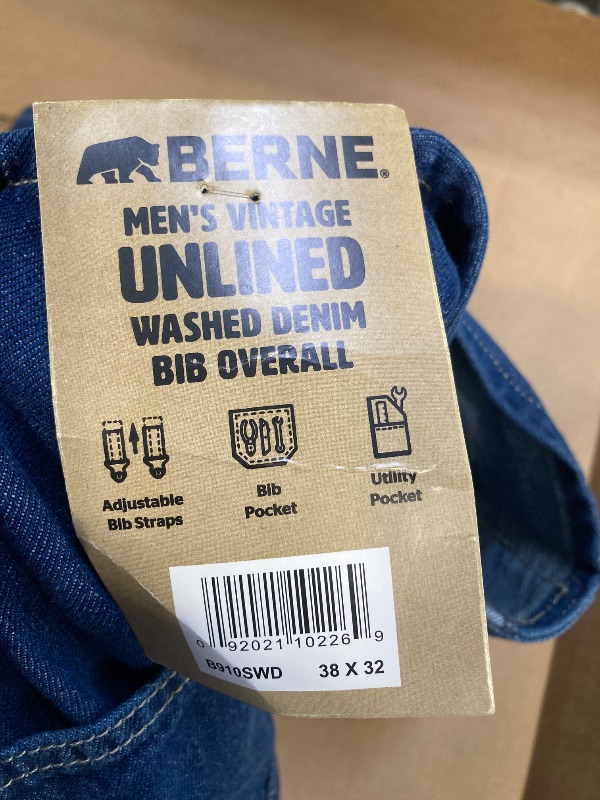 BERNE®
MEN'S VINTAGE
UNLINED
WASHED DENIM
BIB OVERALL
Adjustable
Bib Straps
Bib
Pocket
Utility
Pocket
0 92021 10226 9
B910SWD 38 X 32